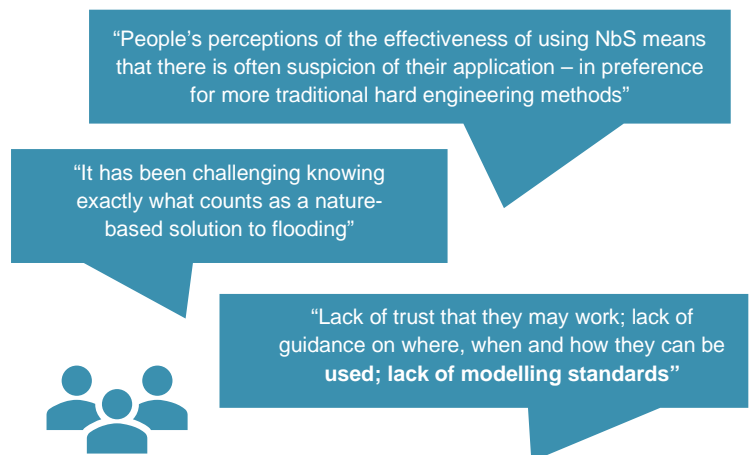 “People’s perceptions of the effectiveness of using NbS means
that there is often suspicion of their application – in preference
for more traditional hard engineering methods”
“It has been challenging knowing
exactly what counts as a nature-
based solution to flooding”
“Lack of trust that they may work; lack of
guidance on where, when and how they can be
used; lack of modelling standards”